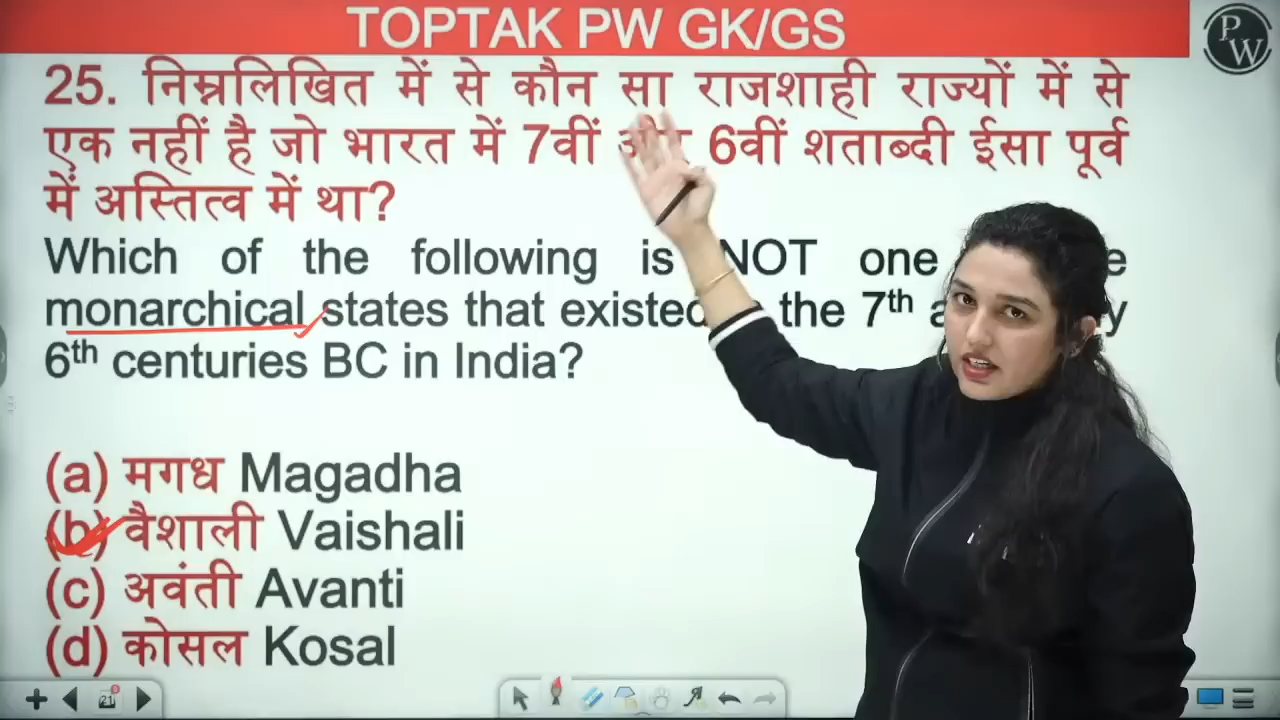 TOPTAK PW GK/GS
PW
25. निम्नलिखित में से कौन सा राजशाही राज्यों में से
एक नहीं है जो भारत में 7वीं 6वीं शताब्दी ईसा पूर्व
में अस्तित्व में था?
Which of the following is NOT one
monarchical states that existed the 7th
6th centuries BC in India?
(a) मगध Magadha
(b) वैशाली Vaishali
(c) अवंती Avanti
(d) कोसल Kosal
21